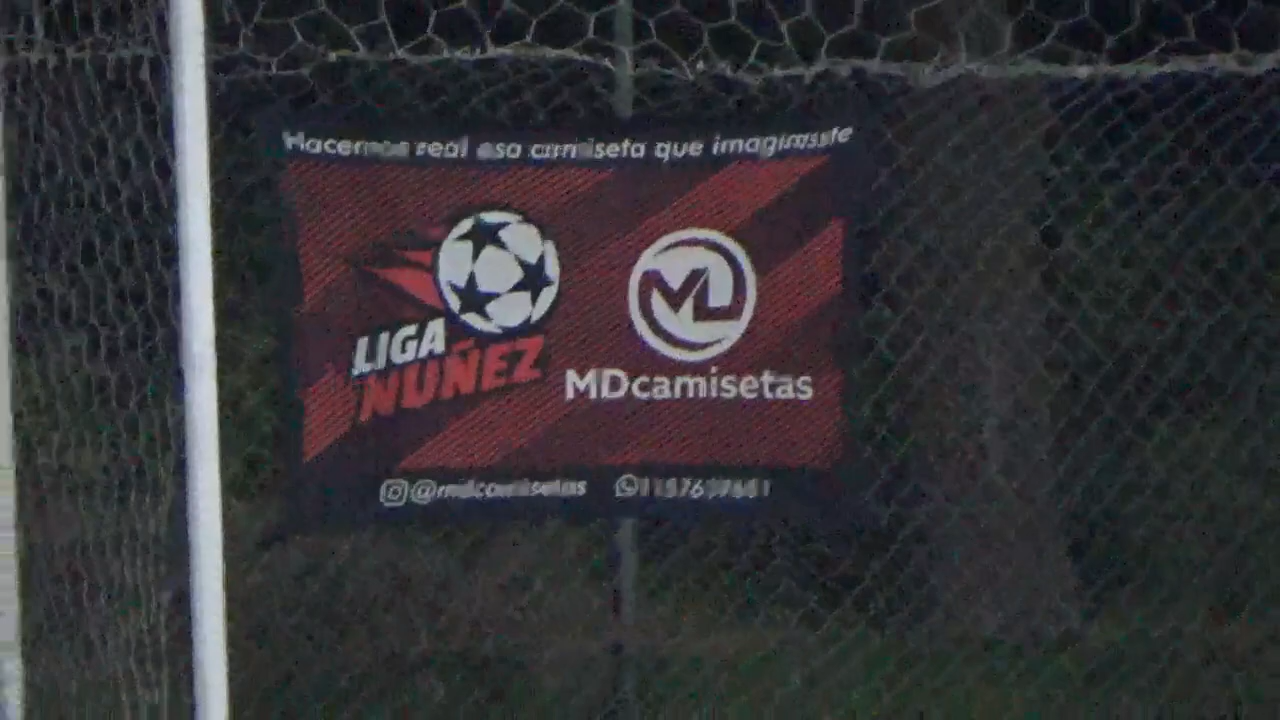 Hacemos real esa camiseta que imaginaste
LIGA
NUÑEZ
MDcamisetas
@mdcamisetas